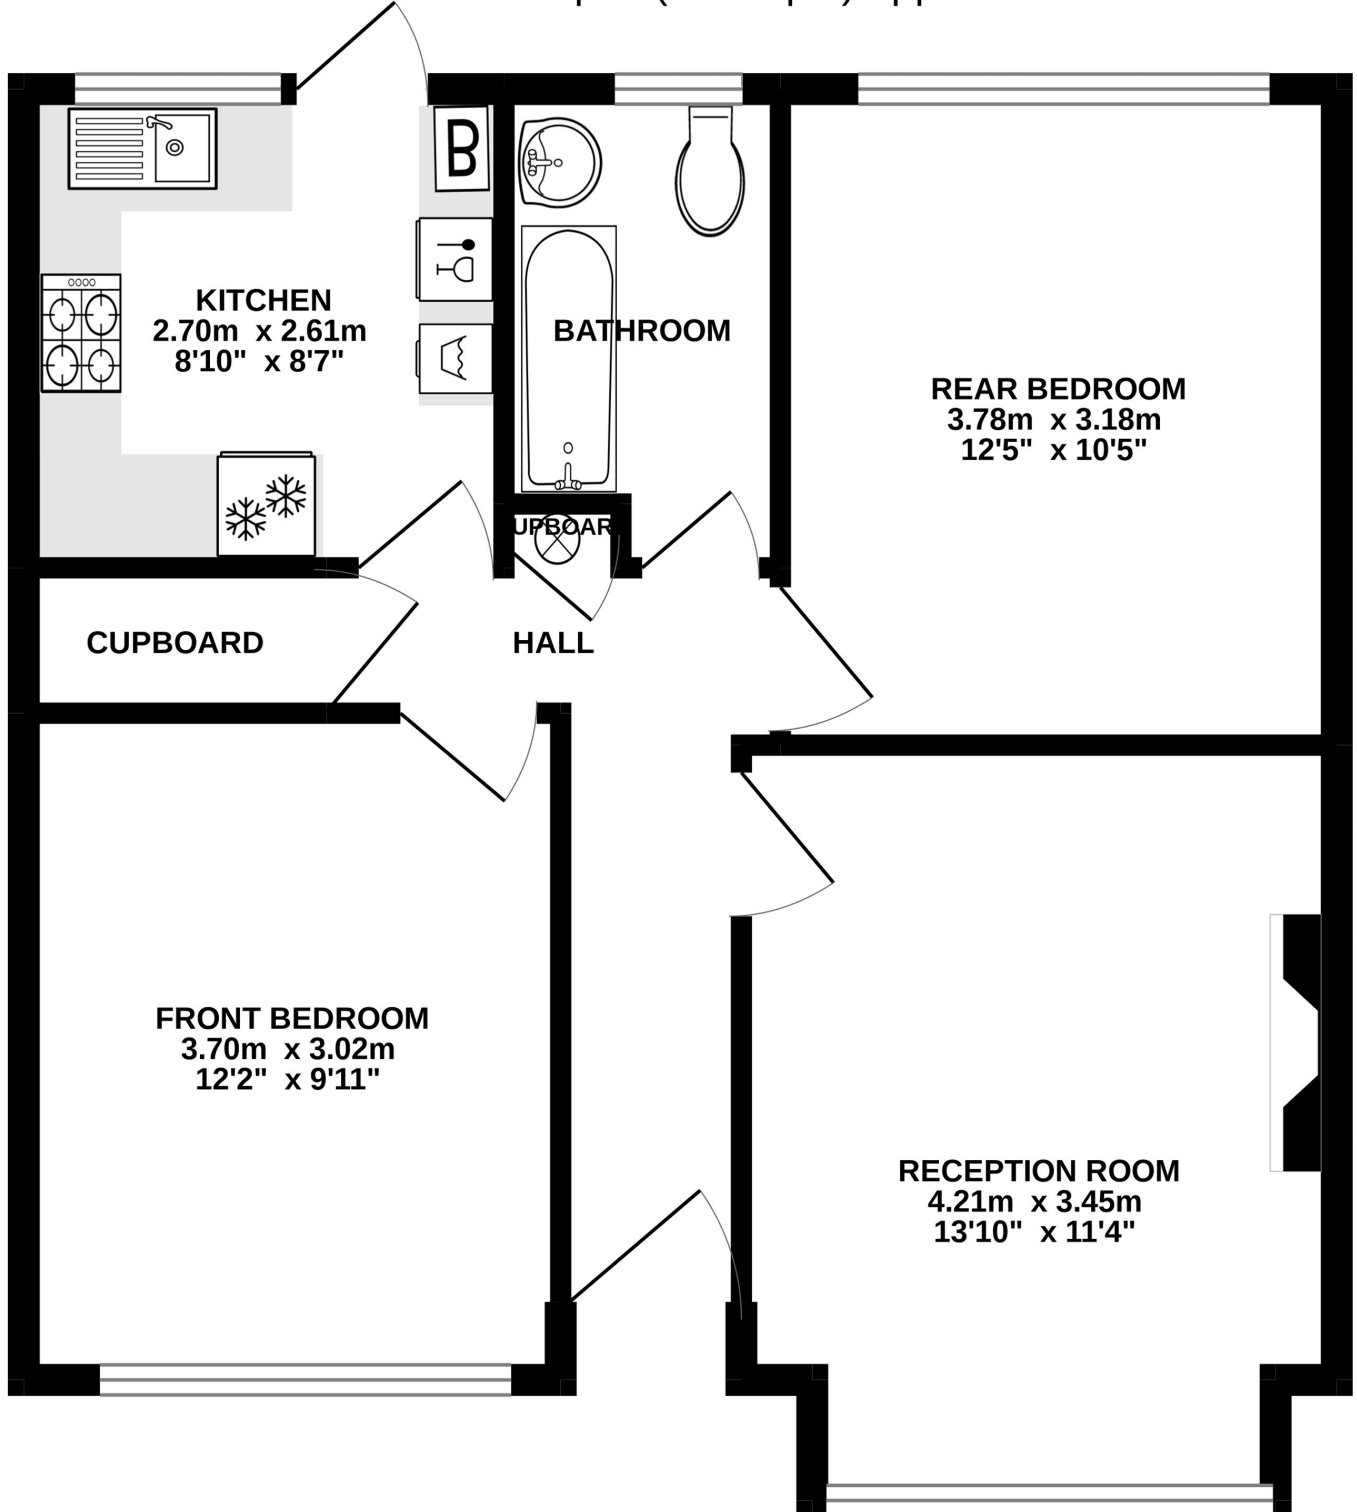 B
KITCHEN
2.70m x 2.61m
8'10" x 8'7"
BATHROOM
REAR BEDROOM
3.78m x 3.18m
12'5" x 10'5"
UPBOAR
CUPBOARD
HALL
FRONT BEDROOM
3.70m x 3.02m
12'2" x 9'11"
RECEPTION ROOM
4.21m x 3.45m
13'10" x 11'4"